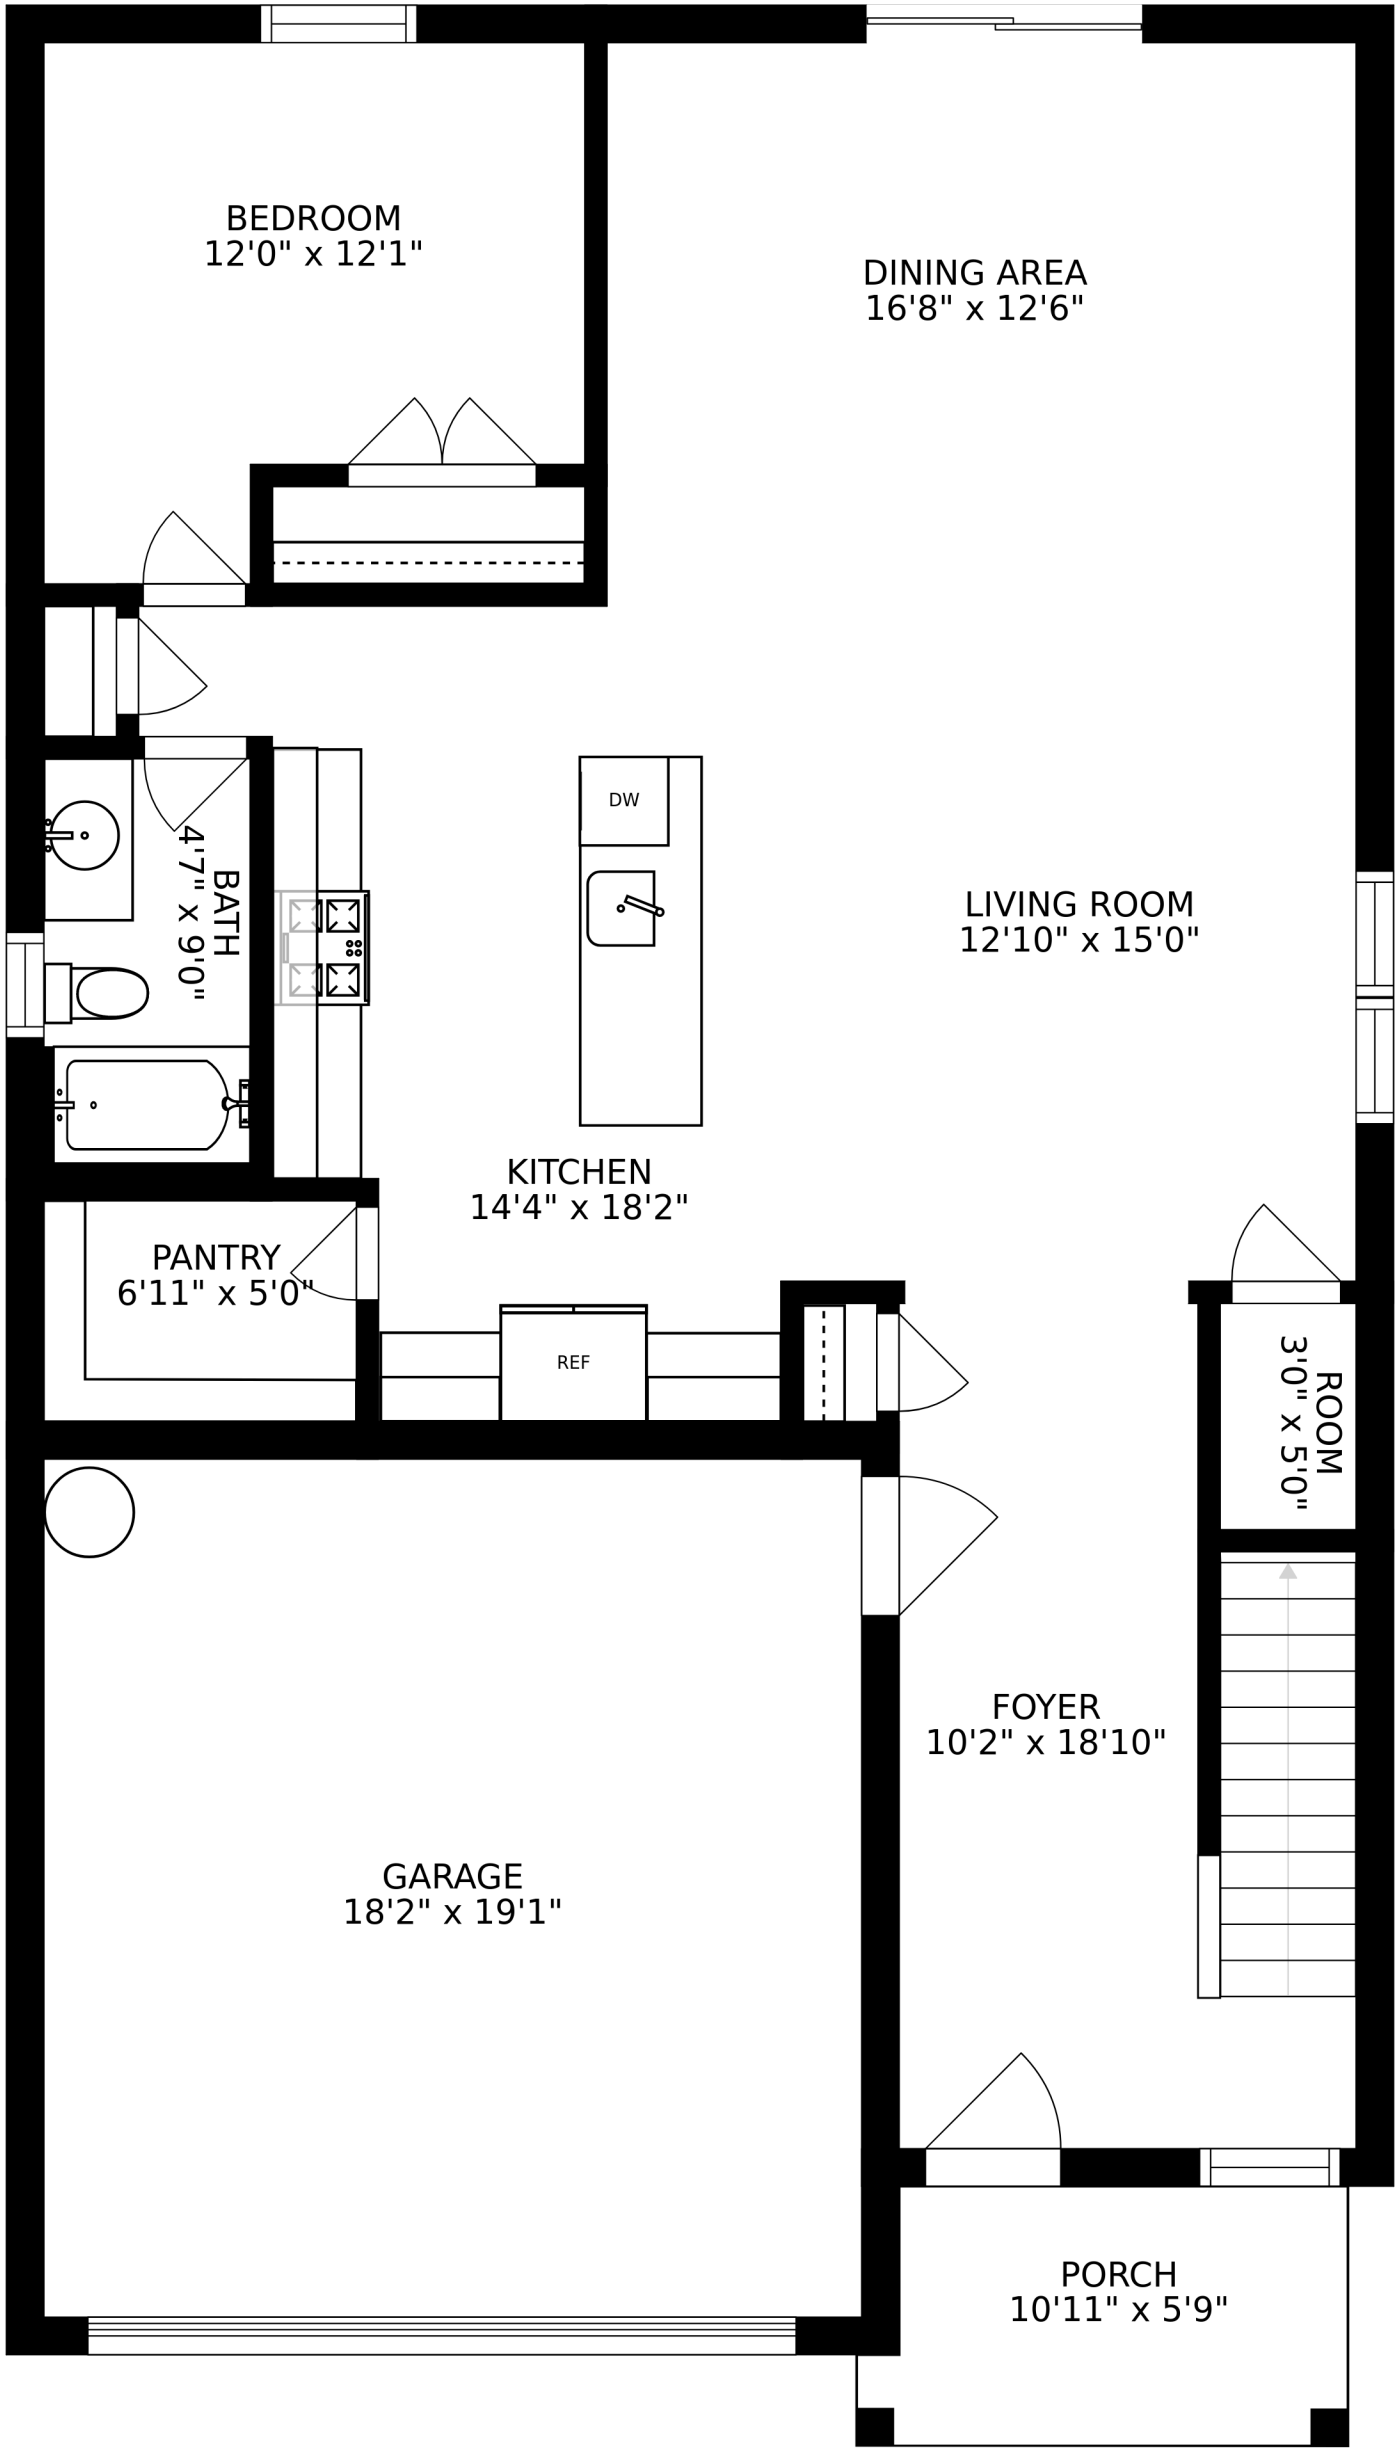 BEDROOM
12'0" x 12'1"
DINING AREA
16'8" x 12'6"
DW
BATH
4'7" x 9'0"
LIVING ROOM
12'10" x 15'0"
KITCHEN
14'4" x 18'2"
PANTRY
6'11" x 5'0"
REF
ROOM
3'0" x 5'0"
FOYER
10'2" x 18'10"
GARAGE
18'2" x 19'1"
PORCH
10'11" x 5'9"